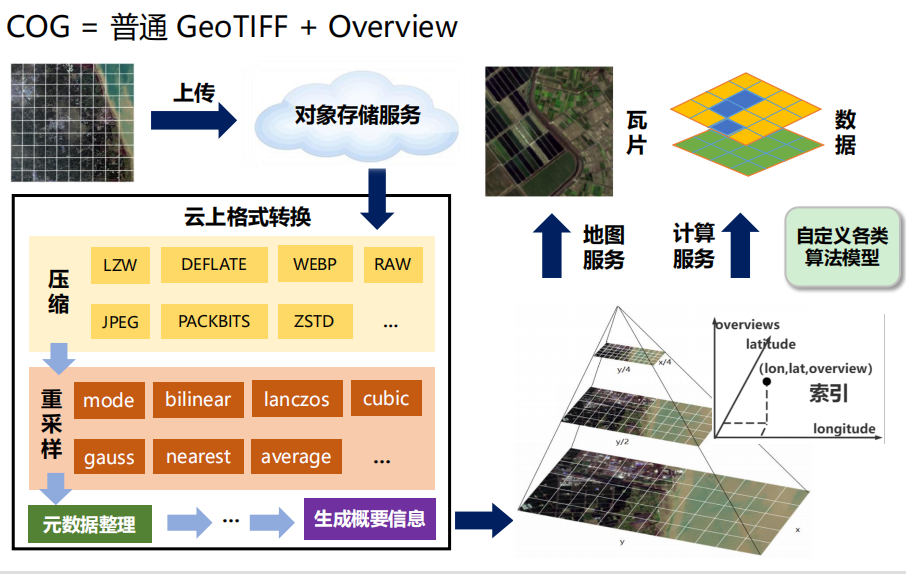 COG = 普通 GeoTIFF + Overview
上传
对象存储服务
云上格式转换
压缩
LZW
DEFLATE
WEBP
RAW
JPEG
PACKBITS
ZSTD
...
重采样
mode
bilinear
lanczos
cubic
gauss
nearest
average
...
元数据整理
...
生成概要信息
瓦片
数据
地图
服务
计算
服务
自定义各类
算法模型
x/4
y/4
y/2
x
y
overviews
latitude
(lon,lat,overview)
索引
longitude